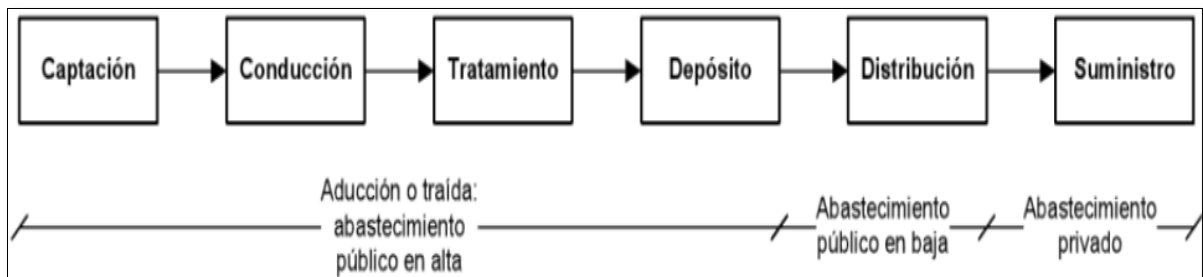 Captación
Conducción
Tratamiento
Depósito
Distribución
Suministro
Aducción o traída:
abastecimiento
público en alta
Abastecimiento
público en baja
Abastecimiento
privado